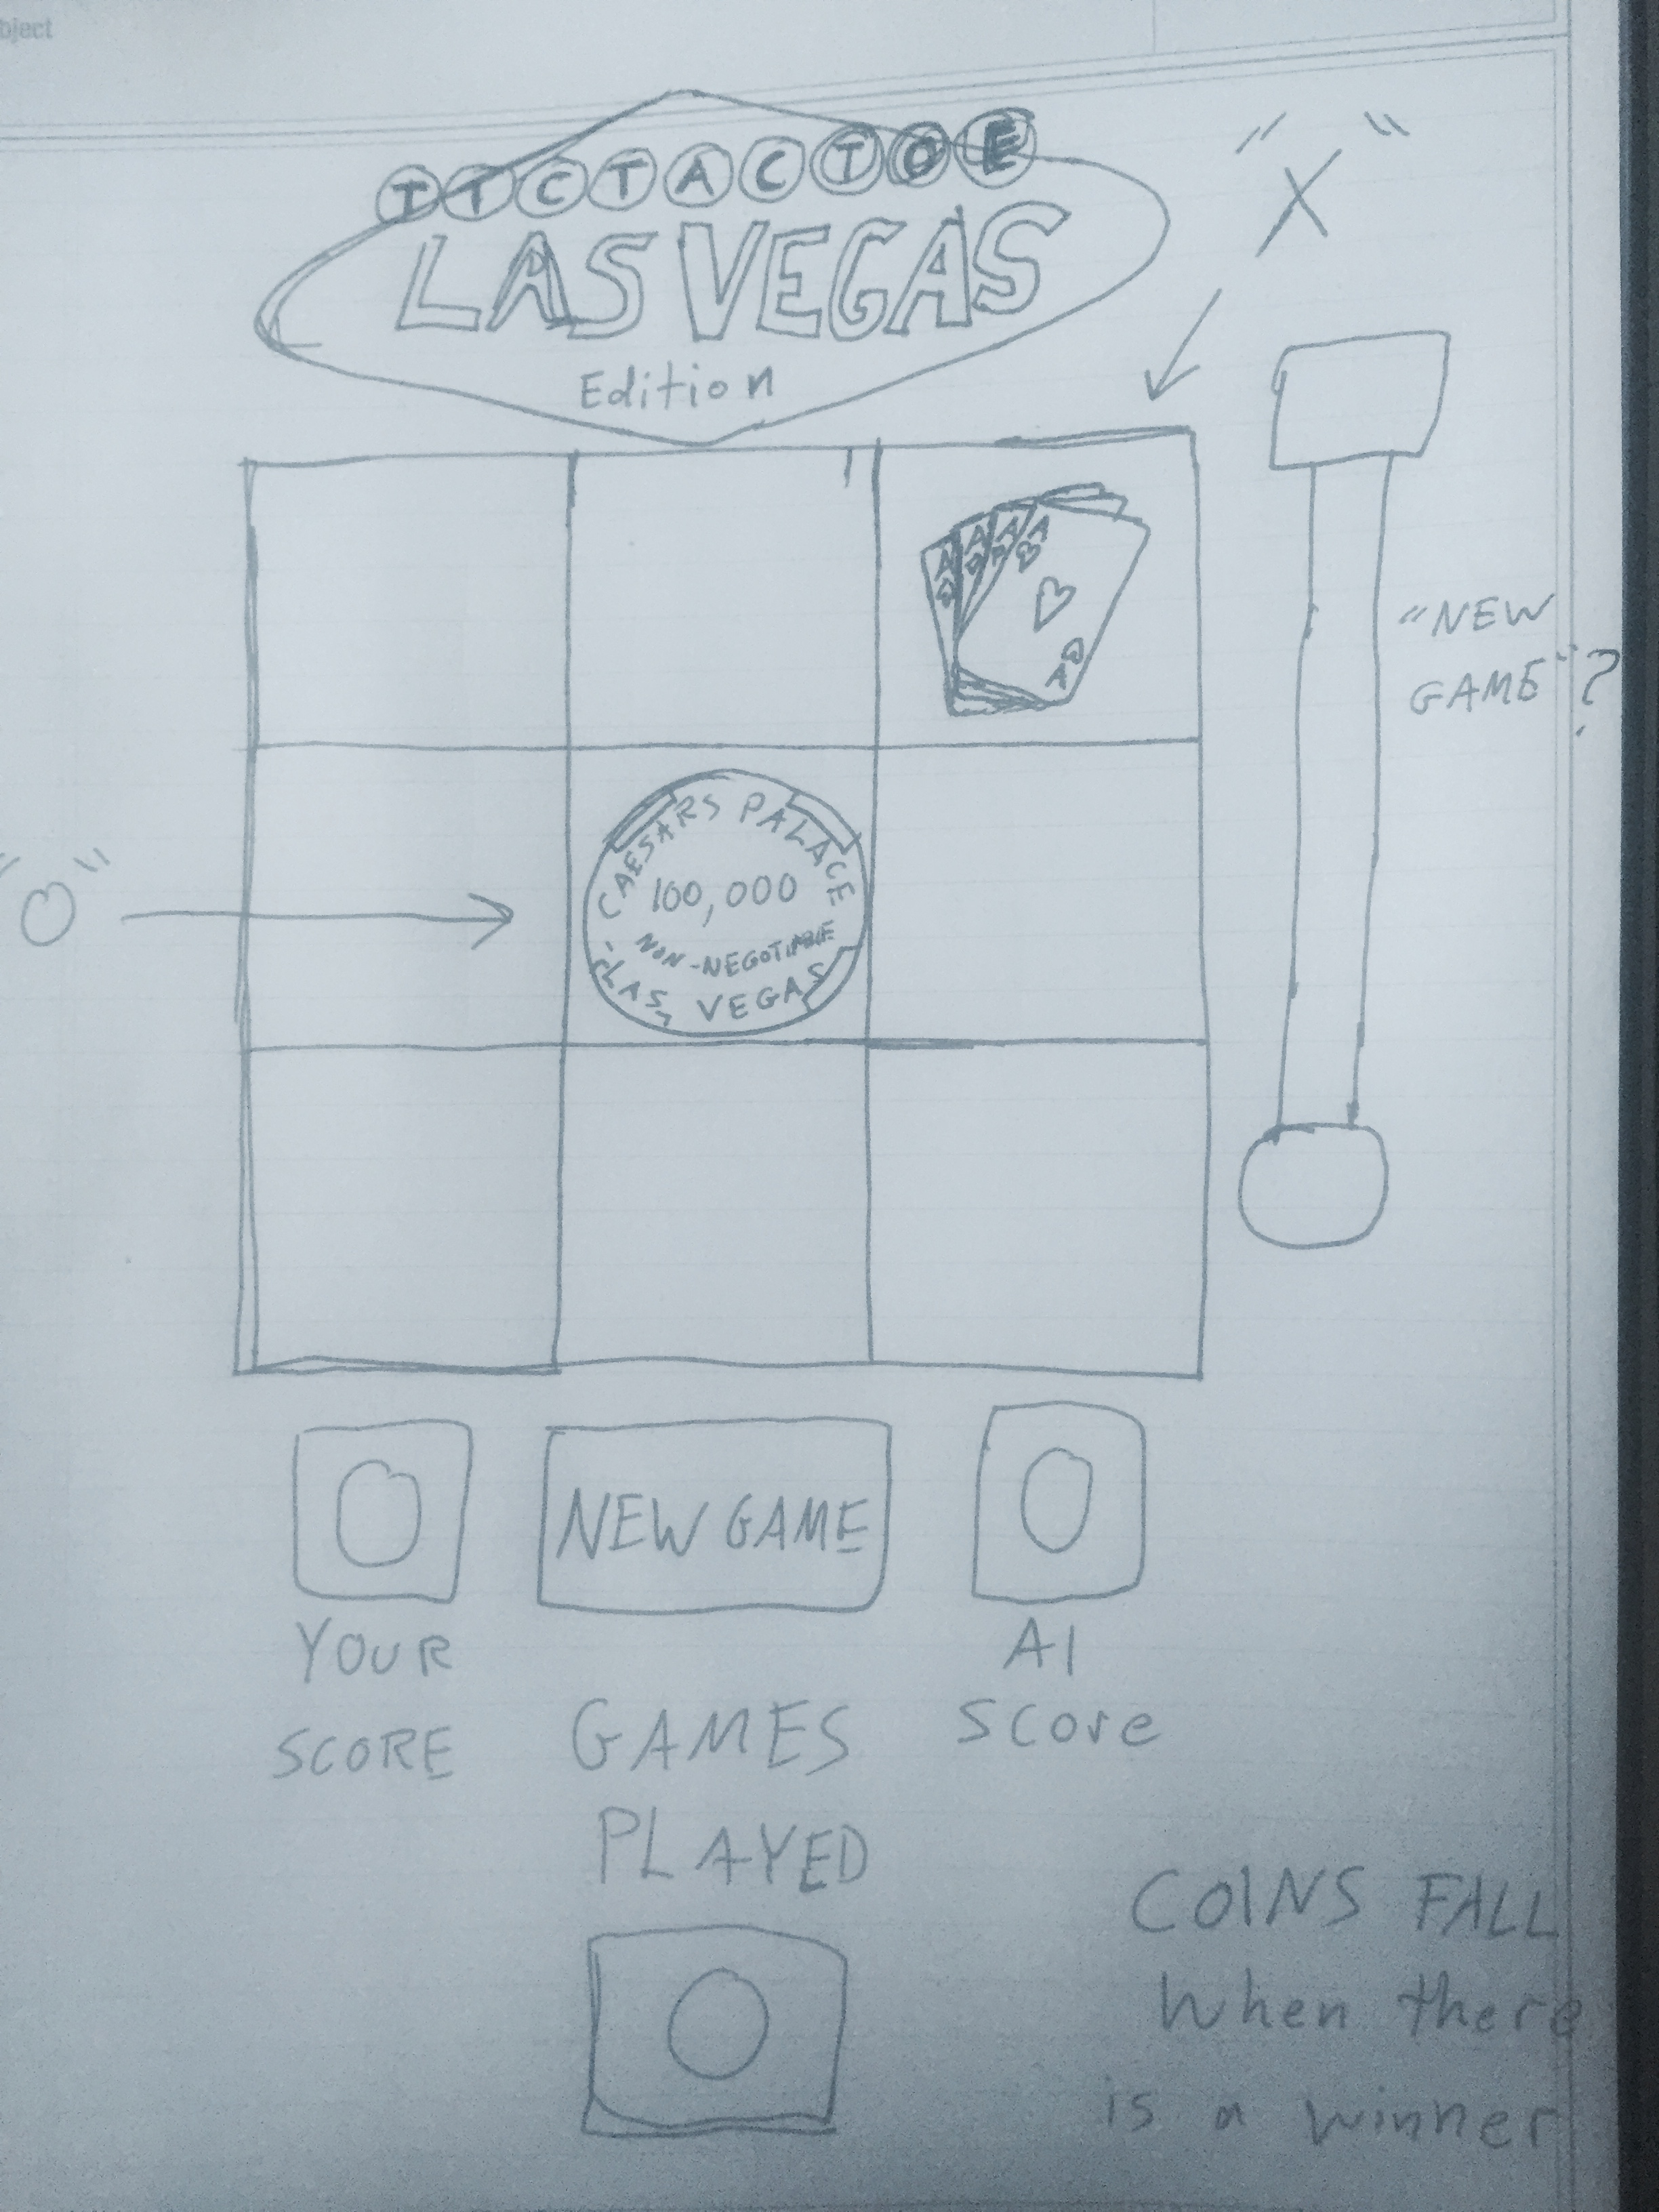 bject
TICTACTOE
LAS VEGAS
Edition
"X"
A A A A
A
"NEW
GAME"?
CAESARS PALACE
100,000
NON-NEGOTIABLE
LAS VEGAS
"O"
0
NEW GAME
0
YOUR
SCORE
AI
Score
GAMES
PLAYED
0
COINS FALL
When there
is a winner